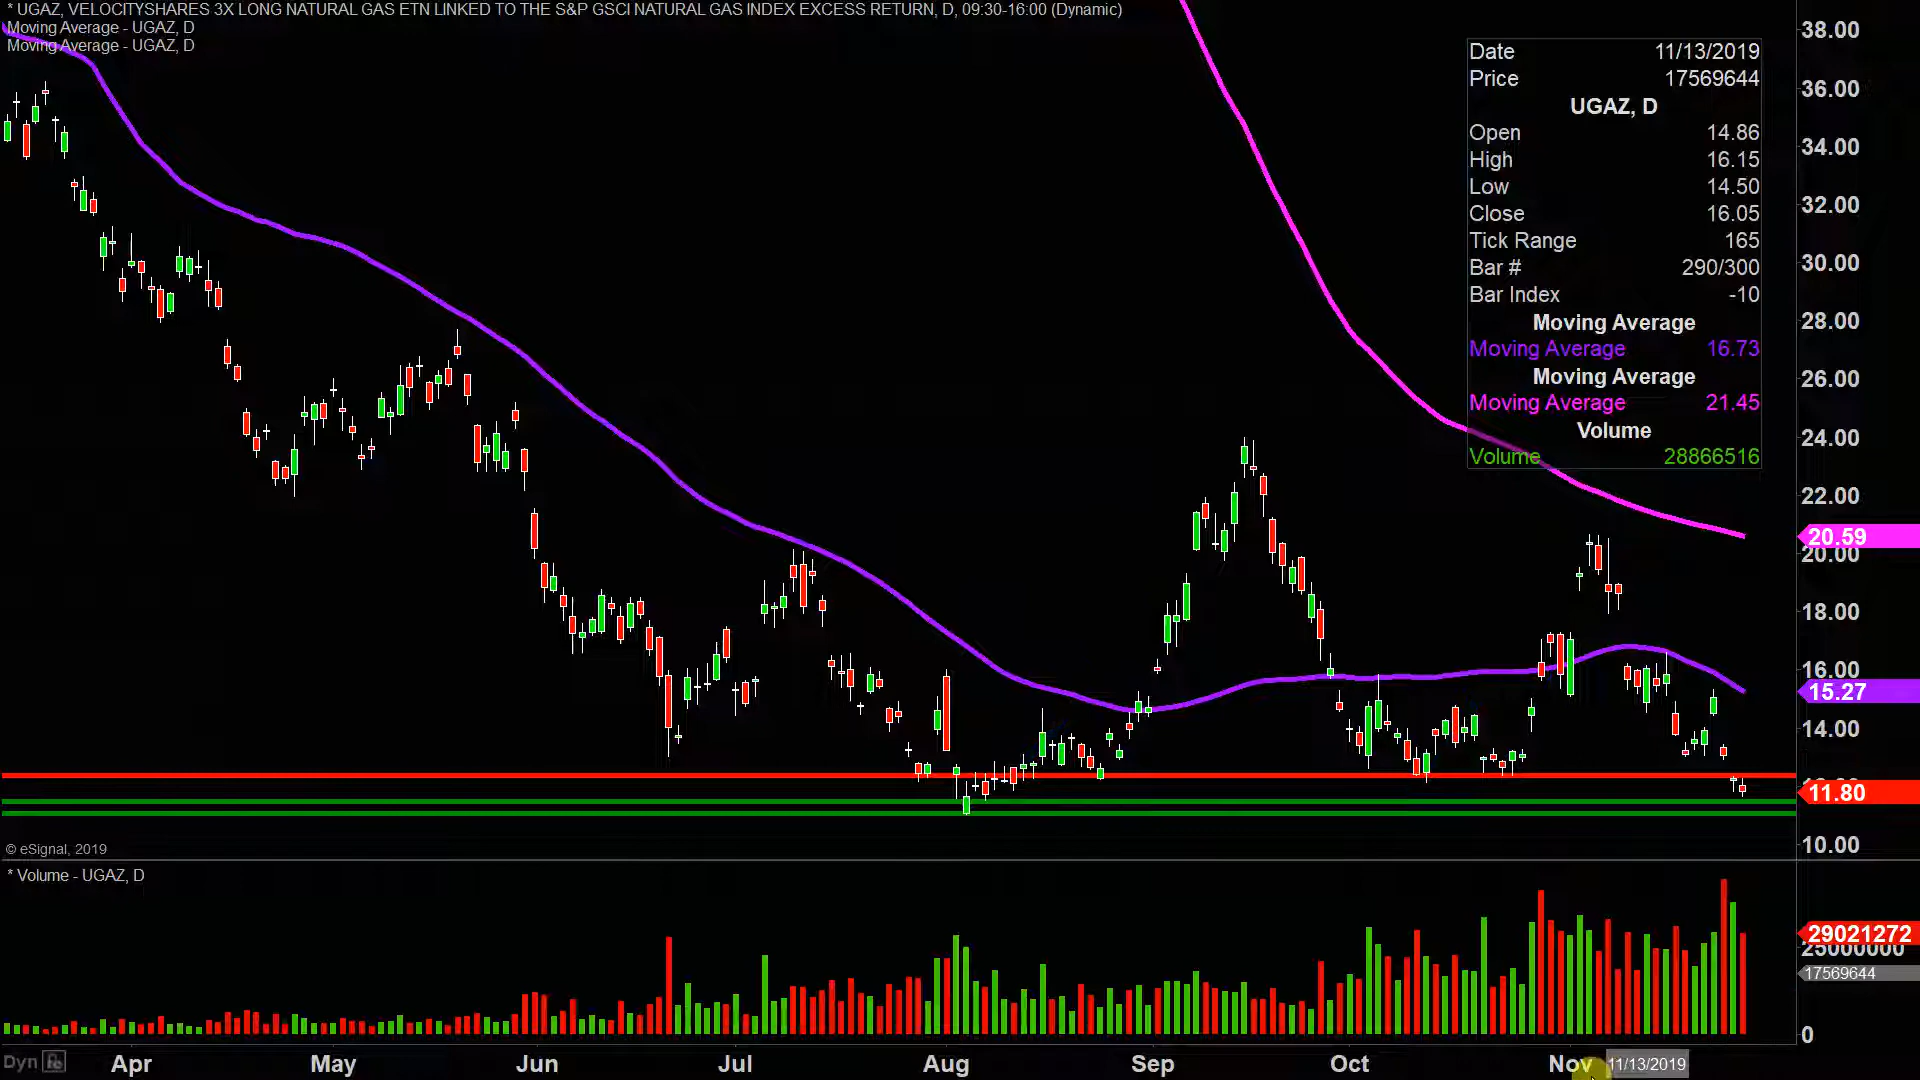 * UGAZ, VELOCITYSHARES 3X LONG NATURAL GAS ETN LINKED TO THE S&P GSCI NATURAL GAS INDEX EXCESS RETURN, D, 09:30-16:00 (Dynamic)
Moving Average - UGAZ, D
Moving Average - UGAZ, D
Date 11/13/2019
Price 17569644
UGAZ, D
Open 14.86
High 16.15
Low 14.50
Close 16.05
Tick Range 165
Bar # 290/300
Bar Index -10
Moving Average
Moving Average 16.73
Moving Average
Moving Average 21.45
Volume
Volume 28866516
38.00
36.00
34.00
32.00
30.00
28.00
26.00
24.00
22.00
20.59
20.00
18.00
16.00
15.27
14.00
11.80
10.00
© eSignal, 2019
* Volume - UGAZ, D
29021272
25000000
17569644
0
Dyn
Apr May Jun Jul Aug Sep Oct Nov 11/13/2019